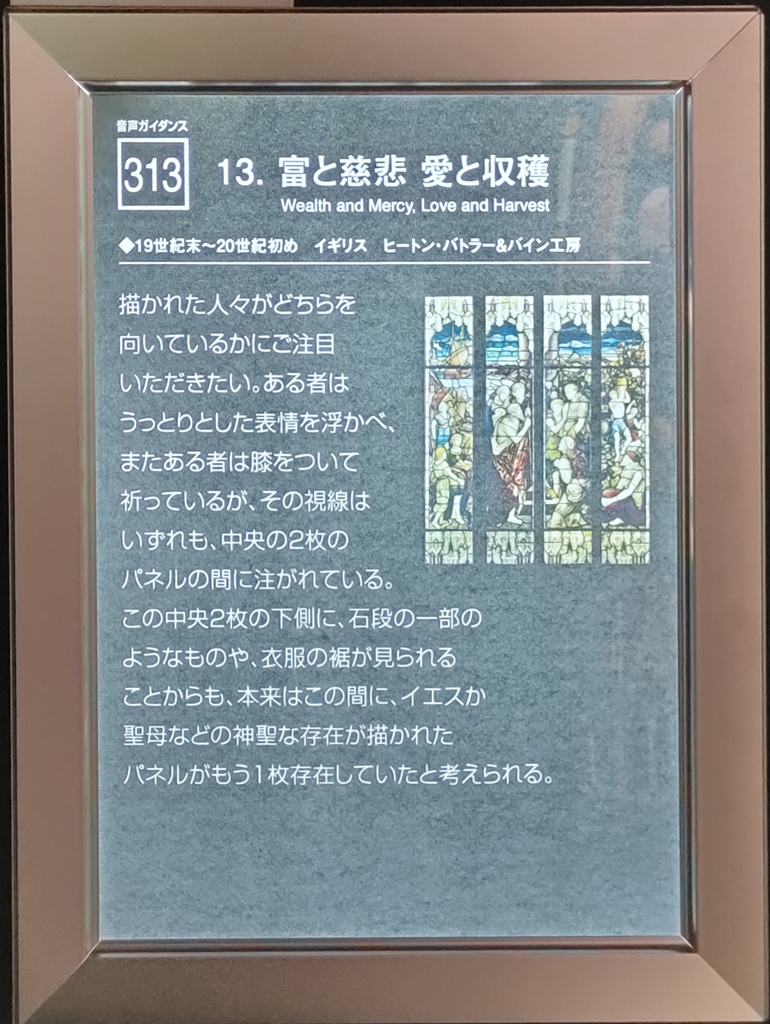 音声ガイダンス
313
13. 富と慈悲 愛と収穫
Wealth and Mercy, Love and Harvest
◆19世紀末～20世紀初め　イギリス　ヒートン・バトラー&バイン工房
描かれた人々がどちらを
向いているかにご注目
いただきたい。ある者は
うっとりとした表情を浮かべ、
またある者は膝をついて
祈っているが、その視線は
いずれも、中央の2枚の
パネルの間に注がれている。
この中央2枚の下側に、石段の一部の
ようなものや、衣服の裾が見られる
ことからも、本来はこの間に、イエスか
聖母などの神聖な存在が描かれた
パネルがもう1枚存在していたと考えられる。